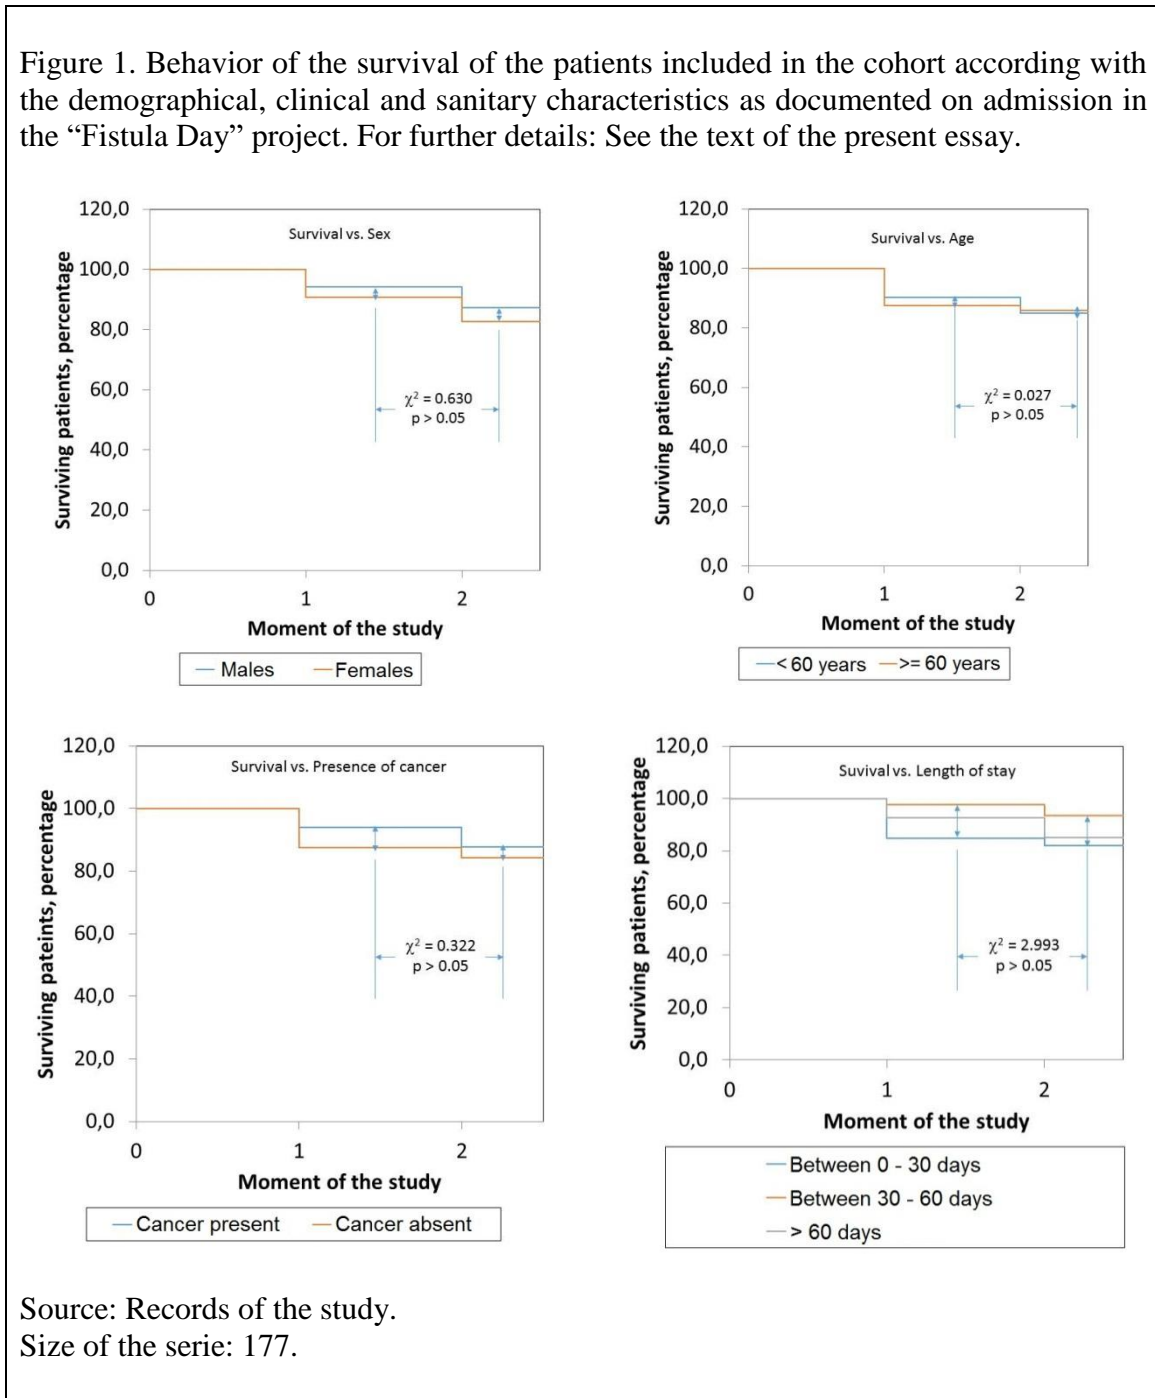 Figure 1. Behavior of the survival of the patients included in the cohort according with
the demographical, clinical and sanitary characteristics as documented on admission in
the “Fistula Day” project. For further details: See the text of the present essay.
Survival vs. Sex
Surviving patients, percentage
120,0
100,0
80,0
60,0
40,0
20,0
0,0
χ² = 0.630
p > 0.05
0 1 2
Moment of the study
Males Females
Survival vs. Age
Surviving patients, percentage
120,0
100,0
80,0
60,0
40,0
20,0
0,0
χ² = 0.027
p > 0.05
0 1 2
Moment of the study
< 60 years >= 60 years
Survival vs. Presence of cancer
Surviving pateints, percentage
120,0
100,0
80,0
60,0
40,0
20,0
0,0
χ² = 0.322
p > 0.05
0 1 2
Moment of the study
Cancer present Cancer absent
Suvival vs. Length of stay
Surviving patients, percentage
120,0
100,0
80,0
60,0
40,0
20,0
0,0
χ² = 2.993
p > 0.05
0 1 2
Moment of the study
Between 0 - 30 days
Between 30 - 60 days
> 60 days
Source: Records of the study.
Size of the serie: 177.